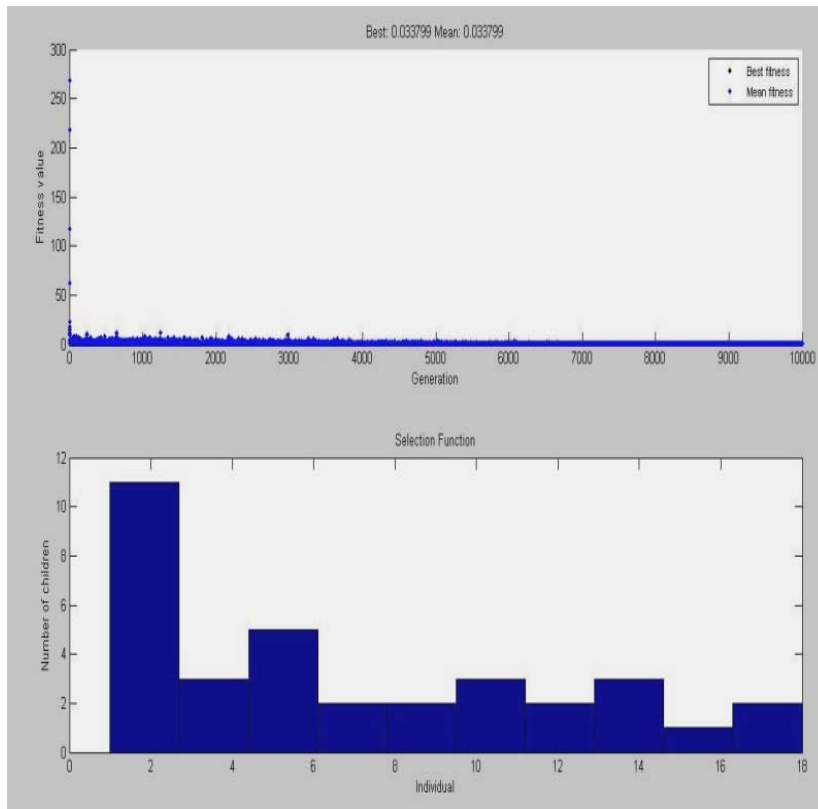 Best: 0.033799 Mean: 0.033799
300
250
200
150
100
50
0
Fitness value
Best fitness
Mean fitness
0 1000 2000 3000 4000 5000 6000 7000 8000 9000 10000
Generation
Selection Function
12
10
8
6
4
2
0
Number of children
0 2 4 6 8 10 12 14 16 18
Individual